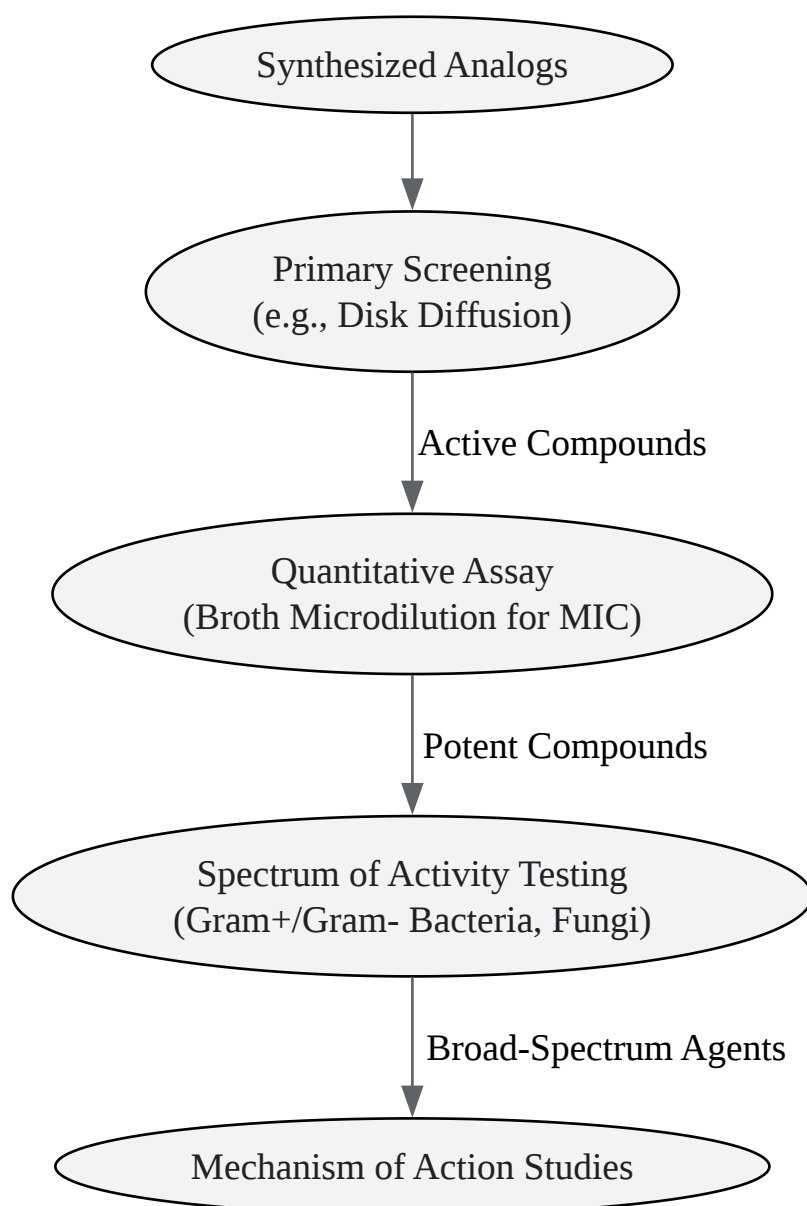 Synthesized Analogs
Primary Screening
(e.g., Disk Diffusion)
Active Compounds
Quantitative Assay
(Broth Microdilution for MIC)
Potent Compounds
Spectrum of Activity Testing
(Gram+/Gram- Bacteria, Fungi)
Broad-Spectrum Agents
Mechanism of Action Studies